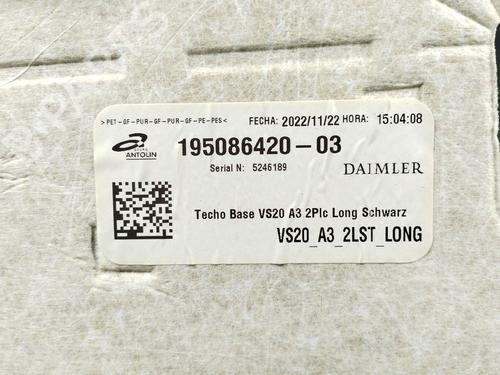 >PET-GF-PUR-GF-PUR-GF-PE-PES< FECHA: 2022/11/22 HORA: 15:04:08
GRUPO
ANTOLIN
195086420-03
Serial N: 5246189
DAIMLER
Techo Base VS20 A3 2Plc Long Schwarz
VS20_A3_2LST_LONG